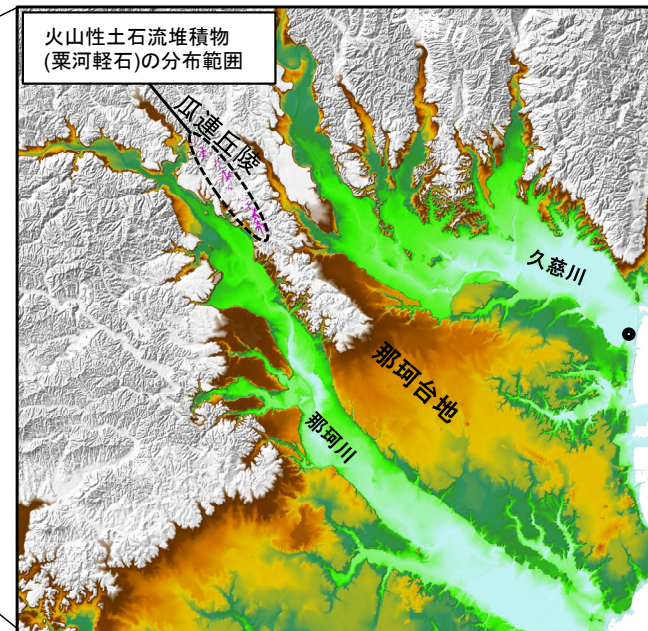 火山性土石流堆積物
(粟河軽石)の分布範囲
瓜連丘陵
久慈川
那珂台地
那珂川